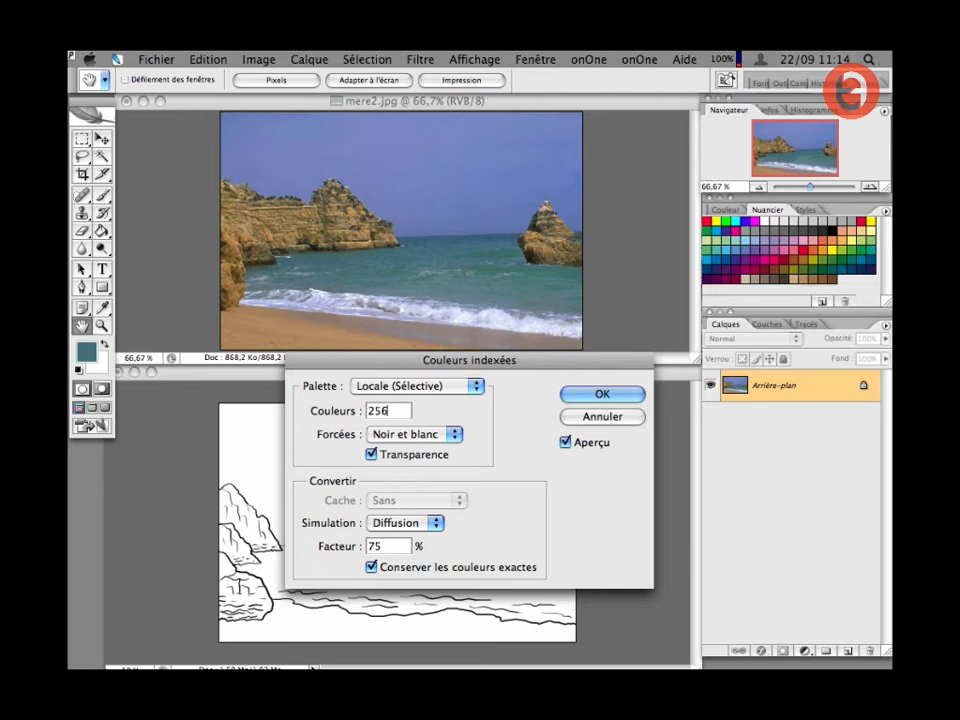 Fichier Edition Image Calque Sélection Filtre Affichage Fenêtre onOne onOne Aide 100% 22/09 11:14
Défilement des fenêtres Pixels Adapter à l'écran Impression
mere2.jpg @ 66,7% (RVB/8)
Navigateur Infos Histogramme
66,67 %
Couleur Nuancier Styles
Calques Couches Tracés
Normal Opacité: 100%
Verrou : Fond : 100%
Arrière-plan
66,67 % Doc : 868,2 Ko/868,2
Couleurs indexées
Palette : Locale (Sélective)
Couleurs : 256
Forcées : Noir et blanc
Transparence
OK
Annuler
Aperçu
Convertir
Cache : Sans
Simulation : Diffusion
Facteur : 75 %
Conserver les couleurs exactes